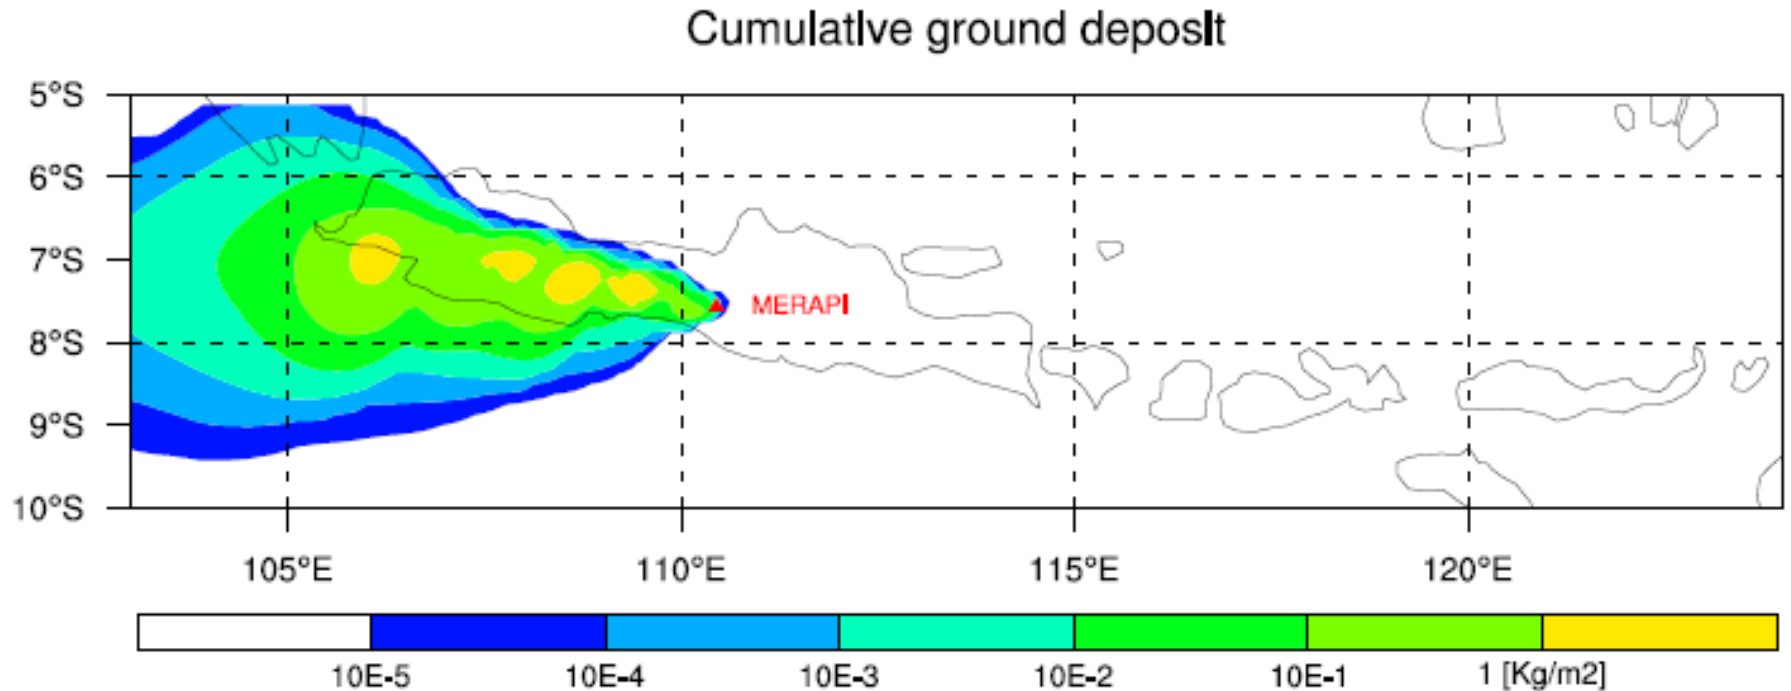 Cumulative ground deposit
5°S
6°S
7°S
MERAPI
8°S
9°S
10°S
105°E 110°E 115°E 120°E
10E-5 10E-4 10E-3 10E-2 10E-1 1 [Kg/m2]